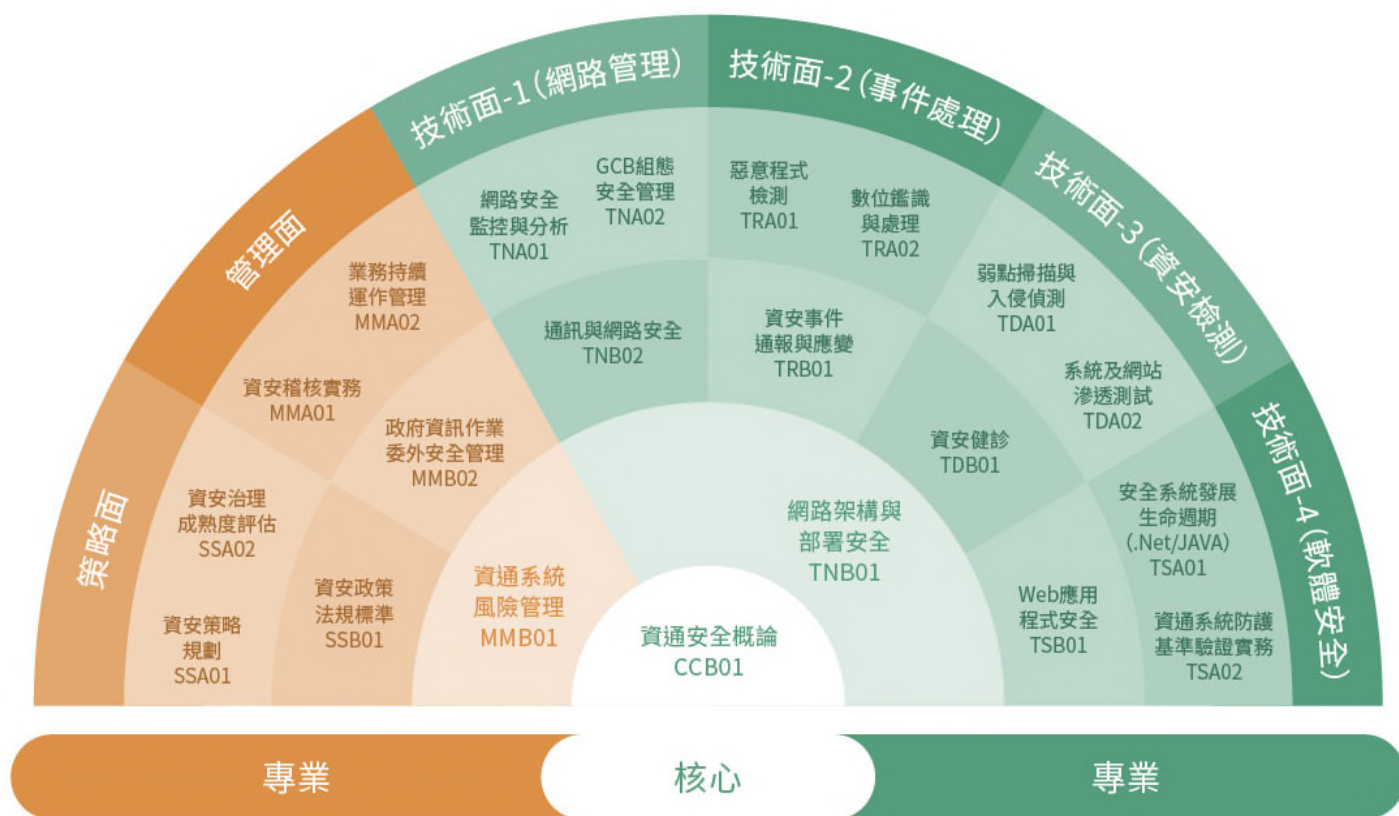 策略面
管理面
技術面-1(網路管理)
技術面-2(事件處理)
技術面-3(資安檢測)
技術面-4(軟體安全)
資安策略
規劃
SSA01
資安治理
成熟度評估
SSA02
資安稽核實務
MMA01
業務持續
運作管理
MMA02
網路安全
監控與分析
TNA01
GCB組態
安全管理
TNA02
惡意程式
檢測
TRA01
數位鑑識
與處理
TRA02
弱點掃描與
入侵偵測
TDA01
系統及網站
滲透測試
TDA02
安全系統發展
生命週期
(.Net/JAVA)
TSA01
資通系統防護
基準驗證實務
TSA02
資安政策
法規標準
SSB01
政府資訊作業
委外安全管理
MMB02
通訊與網路安全
TNB02
資安事件
通報與應變
TRB01
資安健診
TDB01
Web應用
程式安全
TSB01
資通系統
風險管理
MMB01
網路架構與
部署安全
TNB01
資通安全概論
CCB01
專業
核心
專業